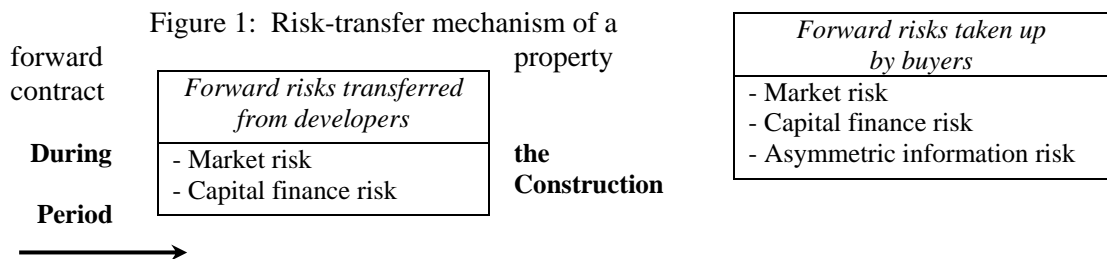 Figure 1: Risk-transfer mechanism of a
forward property
contract
Forward risks transferred
from developers
- Market risk
- Capital finance risk
During the
Construction
Period
Forward risks taken up
by buyers
- Market risk
- Capital finance risk
- Asymmetric information risk